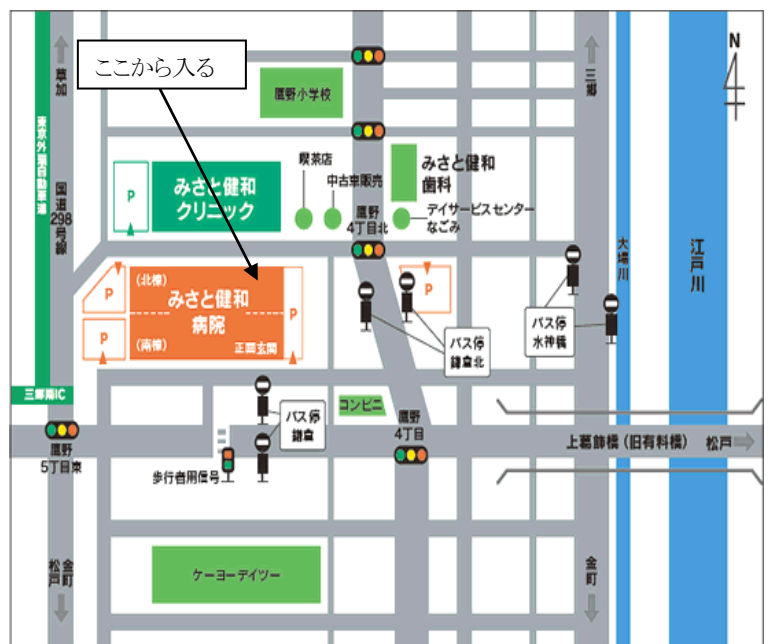 ここから入る
N
草加
三郷
鷹野小学校
東京外環自動車道
国道298号線
喫茶店
中古車販売
みさと健和
歯科
P
みさと健和
クリニック
デイサービスセンター
なごみ
鷹野
4丁目北
大場川
江戸川
P
(北棟)
みさと健和
病院
(南棟)
正面玄関
P
P
P
バス停
鎌倉北
バス停
水神橋
三郷南IC
鷹野
5丁目東
バス停
鎌倉
コンビニ
鷹野
4丁目
上葛飾橋(旧有料橋)
松戸
歩行者用信号
ケーヨーデイツー
金町
松戸
金町